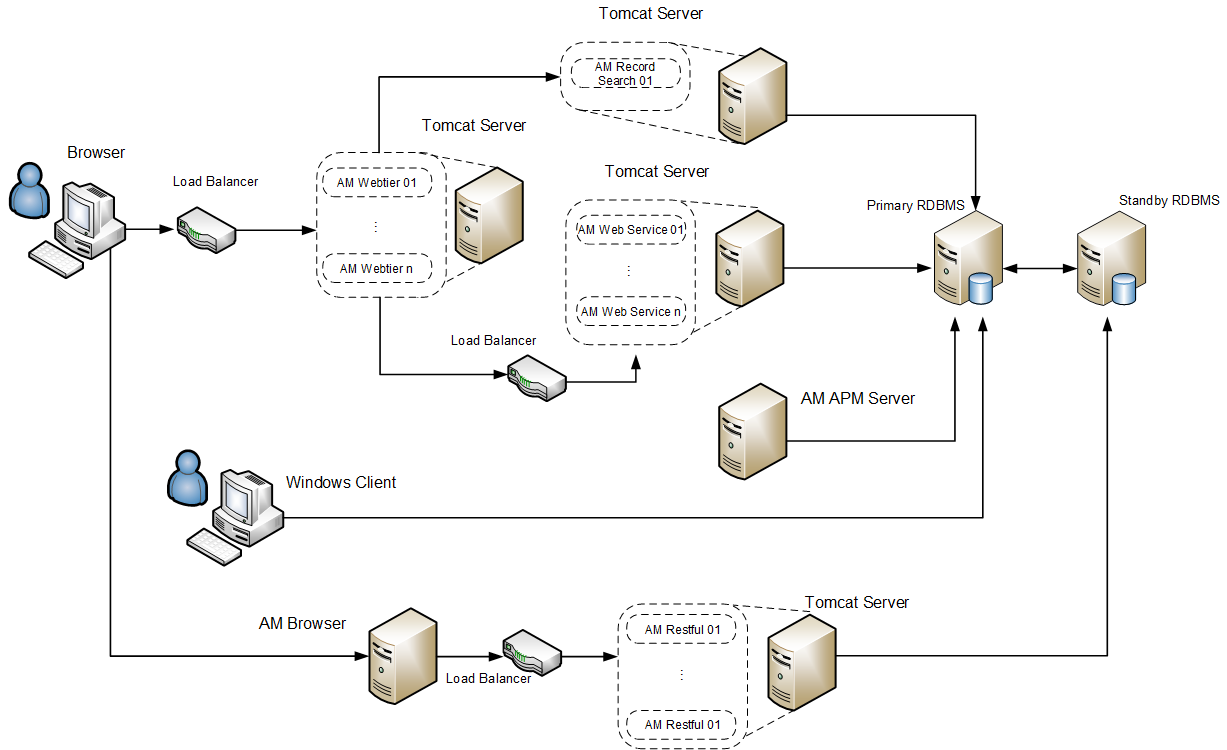 Tomcat Server
AM Record
Search 01
Tomcat Server
Browser
Load Balancer
AM Webtier 01
⋮
AM Webtier n
Tomcat Server
AM Web Service 01
⋮
AM Web Service n
Primary RDBMS
Standby RDBMS
Load Balancer
AM APM Server
Windows Client
AM Browser
Load Balancer
Tomcat Server
AM Restful 01
⋮
AM Restful 01